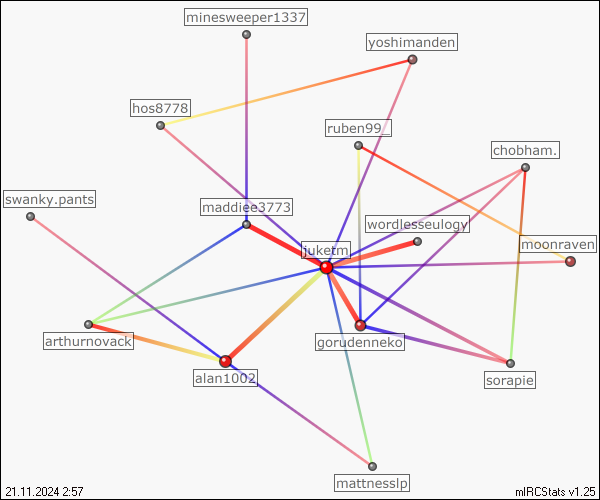 minesweeper1337
yoshimanden
hos8778
ruben99_
chobham.
swanky.pants
maddiee3773
wordlesseulogy
jukerm
moonraven
arthurnovack
gorudenneko
alan1002
sorapie
mattnesslp
21.11.2024 2:57
mIRCStats v1.25